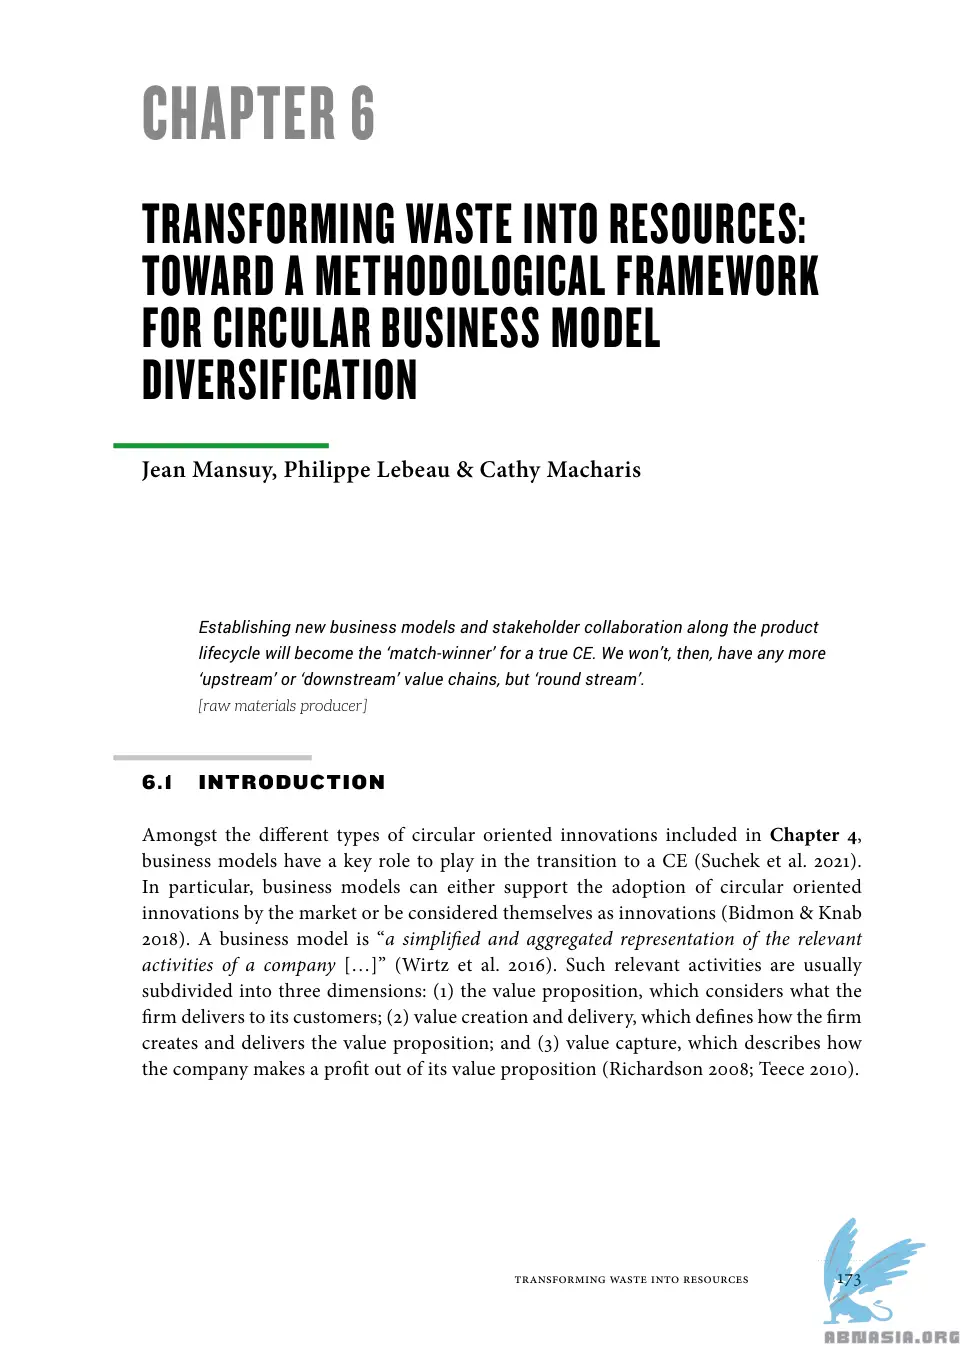 CHAPTER 6
TRANSFORMING WASTE INTO RESOURCES:
TOWARD A METHODOLOGICAL FRAMEWORK
FOR CIRCULAR BUSINESS MODEL
DIVERSIFICATION
Jean Mansuy, Philippe Lebeau & Cathy Macharis
Establishing new business models and stakeholder collaboration along the product
lifecycle will become the ‘match-winner’ for a true CE. We won’t, then, have any more
‘upstream’ or ‘downstream’ value chains, but ‘round stream’.
[raw materials producer]
6.1 INTRODUCTION
Amongst the different types of circular oriented innovations included in Chapter 4,
business models have a key role to play in the transition to a CE (Suchek et al. 2021).
In particular, business models can either support the adoption of circular oriented
innovations by the market or be considered themselves as innovations (Bidmon & Knab
2018). A business model is “a simplified and aggregated representation of the relevant
activities of a company […]” (Wirtz et al. 2016). Such relevant activities are usually
subdivided into three dimensions: (1) the value proposition, which considers what the
firm delivers to its customers; (2) value creation and delivery, which defines how the firm
creates and delivers the value proposition; and (3) value capture, which describes how
the company makes a profit out of its value proposition (Richardson 2008; Teece 2010).
TRANSFORMING WASTE INTO RESOURCES 173
ABNASIA.ORG